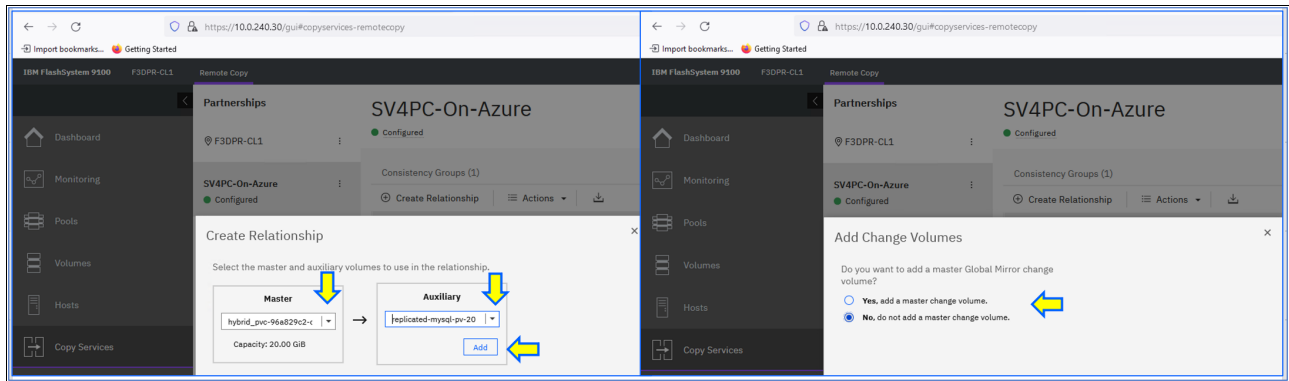 https://10.0.240.30/gui#copyservices-remotecopy
Import bookmarks... Getting Started
IBM FlashSystem 9100 F3DPR-CL1 Remote Copy
Partnerships
SV4PC-On-Azure
Configured
Dashboard
F3DPR-CL1
Monitoring
Consistency Groups (1)
SV4PC-On-Azure
Configured
Create Relationship Actions
Pools
Create Relationship
Volumes
Select the master and auxiliary volumes to use in the relationship.
Master
Auxiliary
Hosts
hybrid_pvc-96a829c2-c
replicated-mysql-pv-20
Capacity: 20.00 GiB
Add
Copy Services
https://10.0.240.30/gui#copyservices-remotecopy
Import bookmarks... Getting Started
IBM FlashSystem 9100 F3DPR-CL1 Remote Copy
Partnerships
SV4PC-On-Azure
Configured
Dashboard
F3DPR-CL1
Monitoring
Consistency Groups (1)
SV4PC-On-Azure
Configured
Create Relationship Actions
Pools
Add Change Volumes
Volumes
Do you want to add a master Global Mirror change
volume?
Yes, add a master change volume.
Hosts
No, do not add a master change volume.
Copy Services